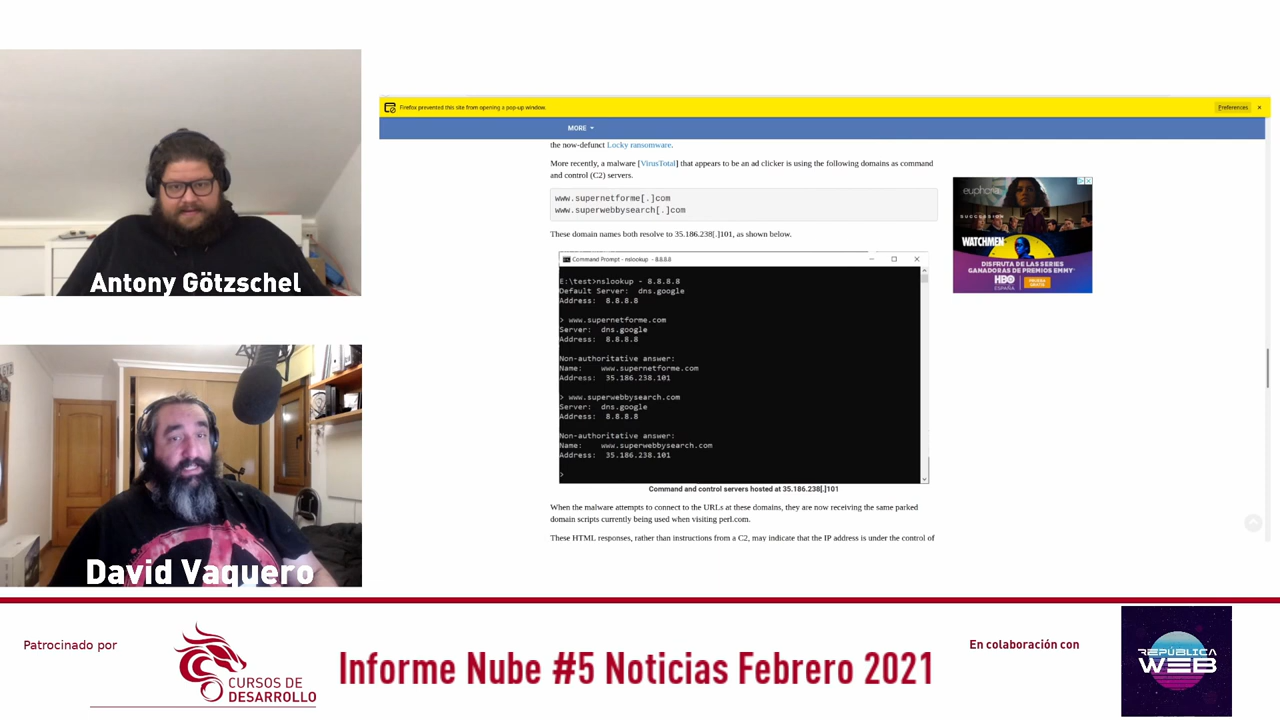 Antony Götzschel
David Vaquero
Firefox prevented this site from opening a pop-up window.
Preferences
×
MORE
the now-defunct Locky ransomware.
More recently, a malware [VirusTotal] that appears to be an ad clicker is using the following domains as command
and control (C2) servers.
www.supernetforme[.]com
www.superwebbysearch[.]com
These domain names both resolve to 35.186.238[.]101, as shown below.
Command Prompt - nslookup - 8.8.8.8
E:\test>nslookup - 8.8.8.8
Default Server:  dns.google
Address:  8.8.8.8
> www.supernetforme.com
Server:  dns.google
Address:  8.8.8.8
Non-authoritative answer:
Name:    www.supernetforme.com
Address:  35.186.238.101
> www.superwebbysearch.com
Server:  dns.google
Address:  8.8.8.8
Non-authoritative answer:
Name:    www.superwebbysearch.com
Address:  35.186.238.101
>
Command and control servers hosted at 35.186.238[.]101
When the malware attempts to connect to the URLs at these domains, they are now receiving the same parked
domain scripts currently being used when visiting perl.com.
These HTML responses, rather than instructions from a C2, may indicate that the IP address is under the control of
euphoria
SUCCESSION
WATCHMEN
DISFRUTA DE LAS SERIES
GANADORAS DE PREMIOS EMMY
HBO
ESPAÑA
Patrocinado por
CURSOS DE
DESARROLLO
Informe Nube #5 Noticias Febrero 2021
En colaboración con
REPÚBLICA
WEB